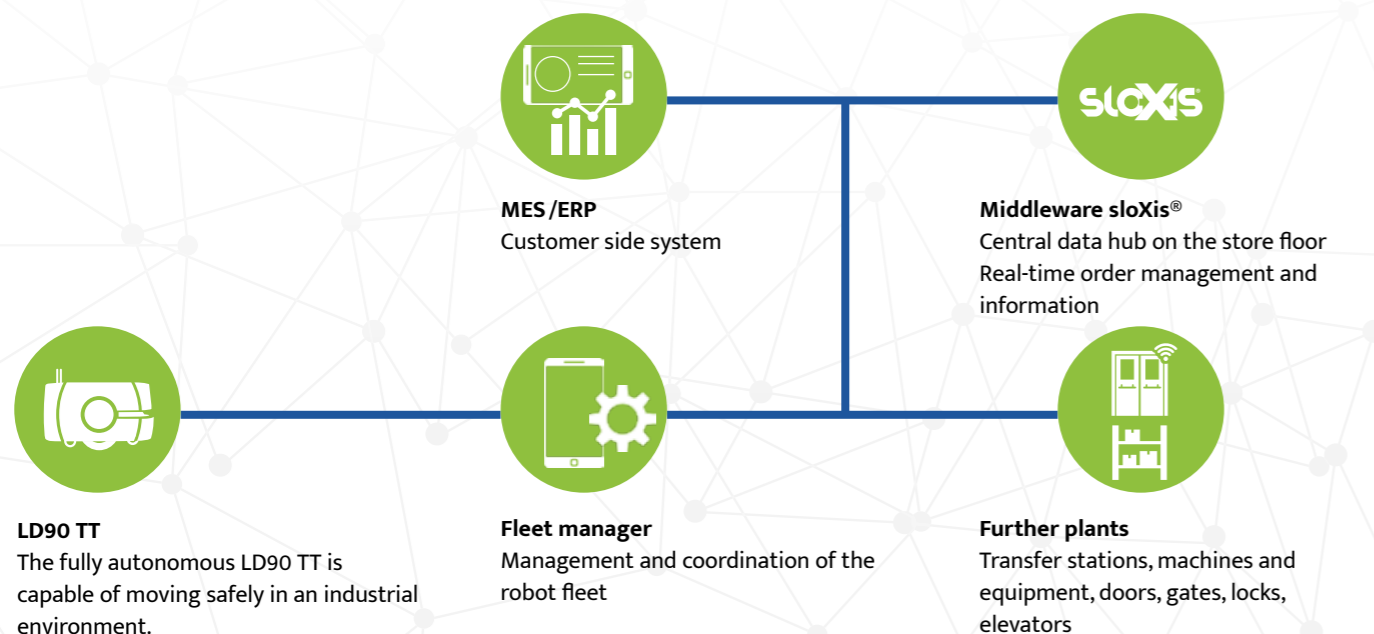 sloXis
MES/ERP
Customer side system
Middleware sloXis®
Central data hub on the store floor
Real-time order management and
information
LD90 TT
The fully autonomous LD90 TT is
capable of moving safely in an industrial
environment.
Fleet manager
Management and coordination of the
robot fleet
Further plants
Transfer stations, machines and
equipment, doors, gates, locks,
elevators